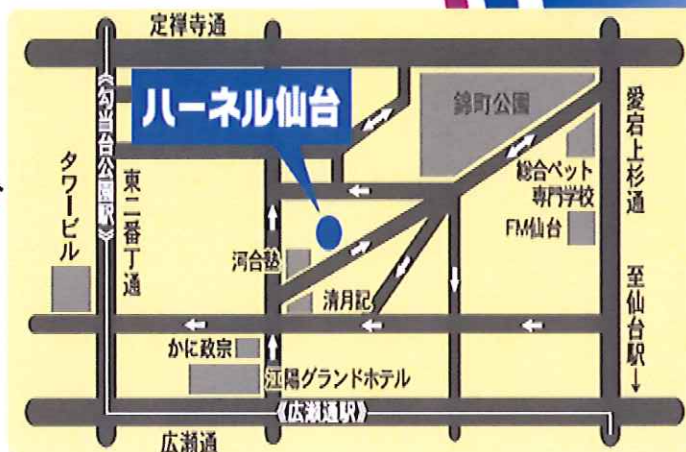 定禅寺通
《勾当台公園駅》
ハーネル仙台
錦町公園
愛宕上杉通
タワービル
東二番丁通
総合ペット
専門学校
FM仙台
河合塾
清月記
至仙台駅→
かに政宗
江陽グランドホテル
《広瀬通駅》
広瀬通